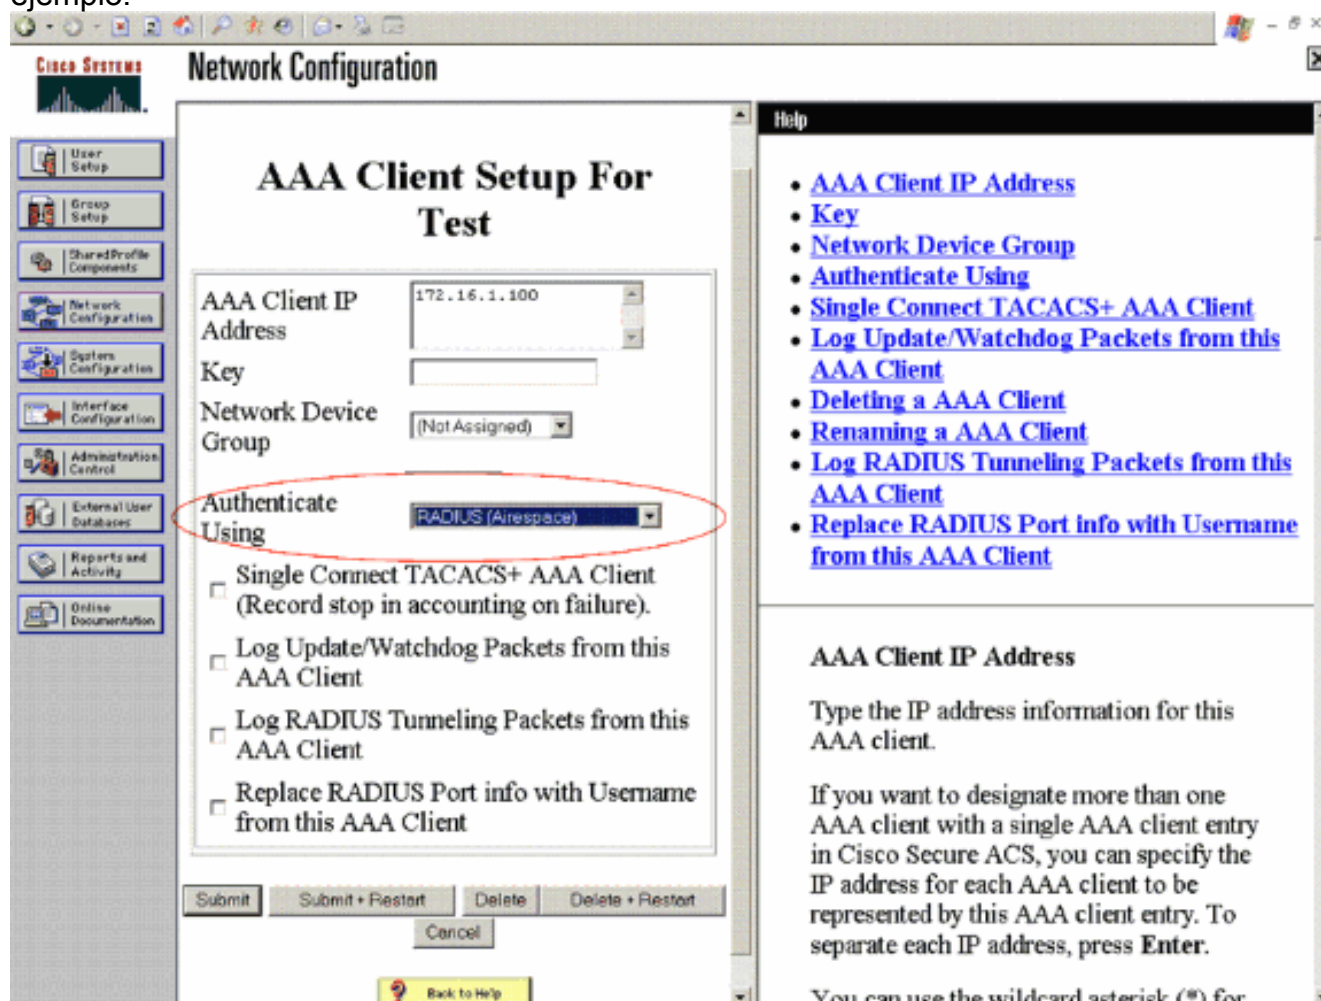 ejemplo:
CISCO SYSTEMS
Network Configuration
User
Setup
Group
Setup
Shared Profile
Components
Network
Configuration
System
Configuration
Interface
Configuration
Administration
Control
External User
Databases
Reports and
Activity
Online
Documentation
AAA Client Setup For
Test
AAA Client IP
Address
172.16.1.100
Key
Network Device
Group
(Not Assigned)
Authenticate
Using
RADIUS (Airespace)
Single Connect TACACS+ AAA Client
(Record stop in accounting on failure).
Log Update/Watchdog Packets from this
AAA Client
Log RADIUS Tunneling Packets from this
AAA Client
Replace RADIUS Port info with Username
from this AAA Client
Submit
Submit + Restart
Delete
Delete + Restart
Cancel
Back to Help
Help
AAA Client IP Address
Key
Network Device Group
Authenticate Using
Single Connect TACACS+ AAA Client
Log Update/Watchdog Packets from this
AAA Client
Deleting a AAA Client
Renaming a AAA Client
Log RADIUS Tunneling Packets from this
AAA Client
Replace RADIUS Port info with Username
from this AAA Client
AAA Client IP Address
Type the IP address information for this
AAA client.
If you want to designate more than one
AAA client with a single AAA client entry
in Cisco Secure ACS, you can specify the
IP address for each AAA client to be
represented by this AAA client entry. To
separate each IP address, press Enter.
You can use the wildcard asterisk (*) for